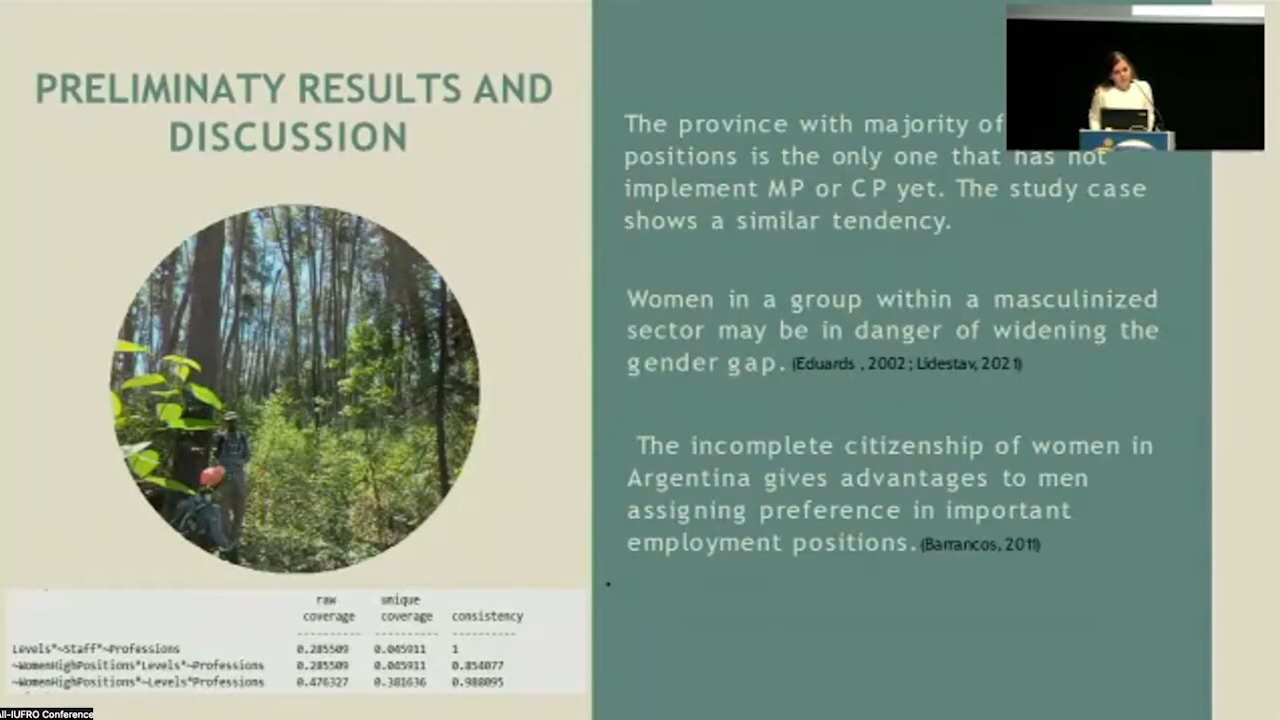 PRELIMINATY RESULTS AND
DISCUSSION
The province with majority of
positions is the only one that has not
implement MP or CP yet. The study case
shows a similar tendency.
Women in a group within a masculinized
sector may be in danger of widening the
gender gap. (Eduards , 2002; Lidestav, 2021)
The incomplete citizenship of women in
Argentina gives advantages to men
assigning preference in important
employment positions. (Barrancos, 2011)
raw unique
coverage coverage consistency
Levels*~Staff*~Professions 0.285509 0.045911 1
~WomenHighPositions*Levels*~Professions 0.285509 0.045911 0.854077
~WomenHighPositions*~Levels*Professions 0.476327 0.381636 0.988095
All-IUFRO Conference